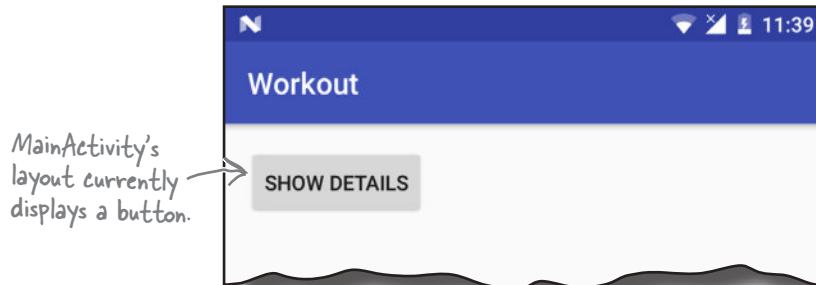 11:39
Workout
MainActivity's
layout currently
displays a button.
SHOW DETAILS